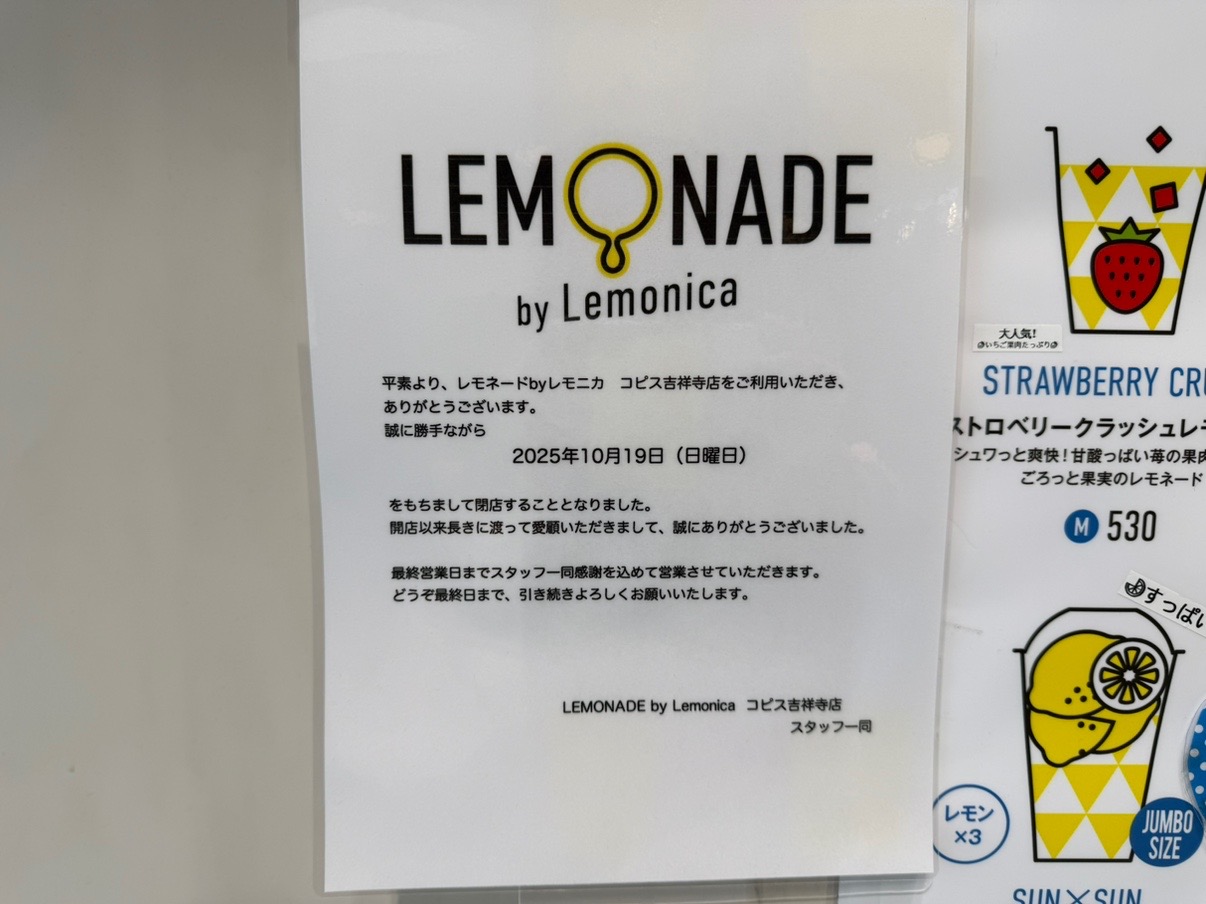 LEMONADE
by Lemonica
平素より、レモネードbyレモニカ　コピス吉祥寺店をご利用いただき、
ありがとうございます。
誠に勝手ながら
2025年10月19日（日曜日）
をもちまして閉店することとなりました。
開店以来長きに渡って愛顧いただきまして、誠にありがとうございました。
最終営業日までスタッフ一同感謝を込めて営業させていただきます。
どうぞ最終日まで、引き続きよろしくお願いいたします。
LEMONADE by Lemonica　コピス吉祥寺店
スタッフ一同
大人気！
いちご果肉たっぷり
STRAWBERRY CRU
ストロベリークラッシュレモ
シュワっと爽快！甘酸っぱい苺の果肉
ごろっと果実のレモネード
M 530
すっぱい
レモン
×3
JUMBO
SIZE
SUN×SUN